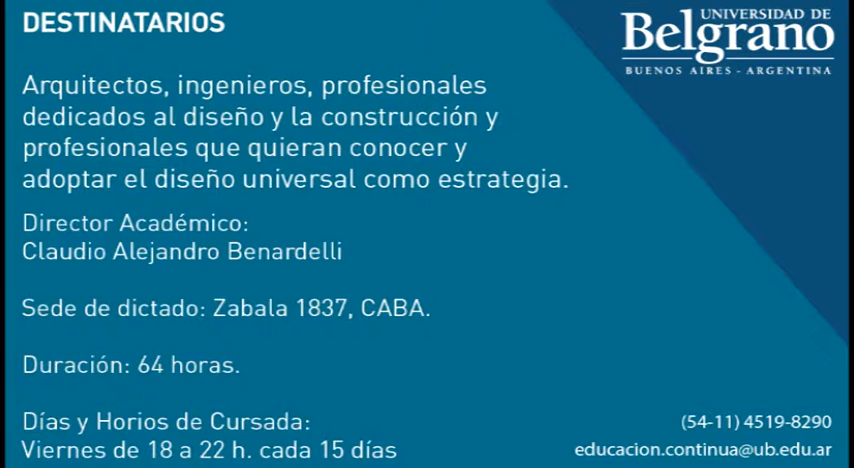 DESTINATARIOS
UNIVERSIDAD DE
Belgrano
BUENOS AIRES - ARGENTINA
Arquitectos, ingenieros, profesionales
dedicados al diseño y la construcción y
profesionales que quieran conocer y
adoptar el diseño universal como estrategia.
Director Académico:
Claudio Alejandro Benardelli
Sede de dictado: Zabala 1837, CABA.
Duración: 64 horas.
Días y Horios de Cursada:
Viernes de 18 a 22 h. cada 15 días
(54-11) 4519-8290
educacion.continua@ub.edu.ar